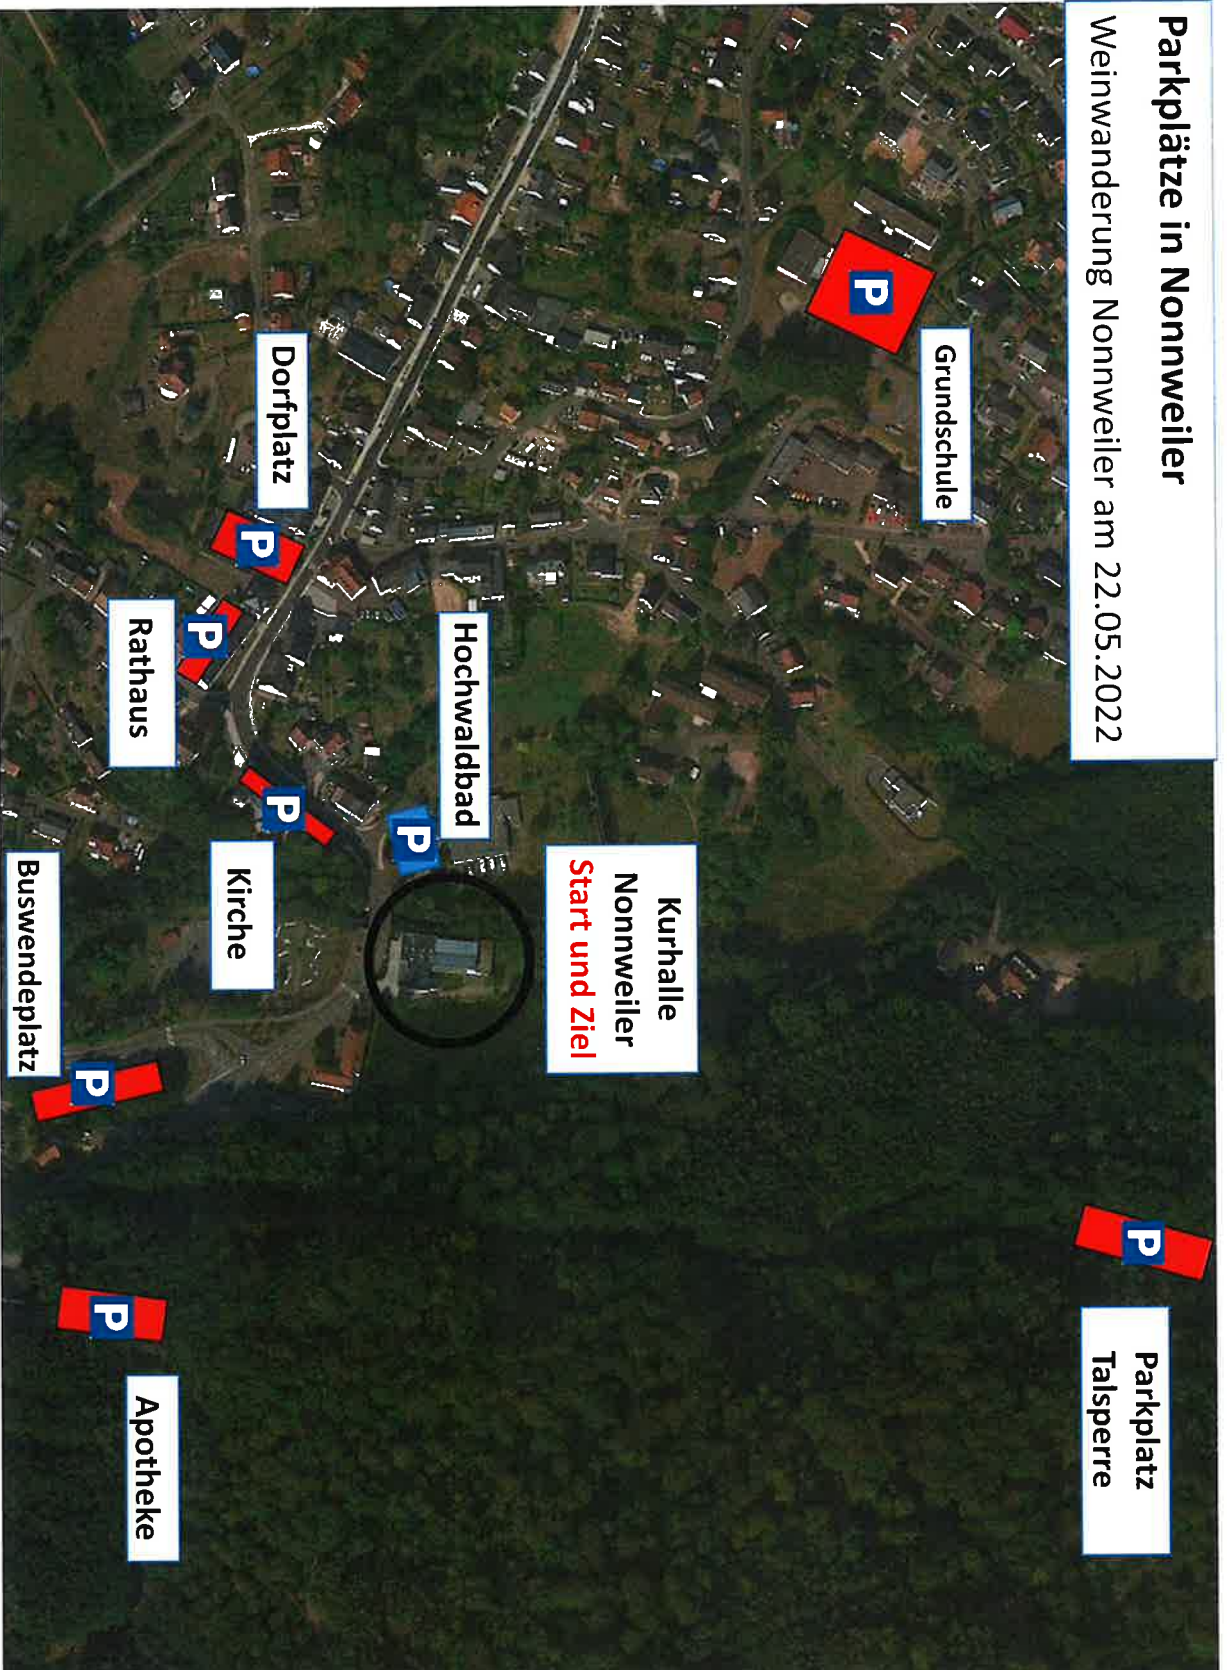 Parkplätze in Nonnweiler
Weinwanderung Nonnweiler am 22.05.2022
P
Grundschule
P
Parkplatz
Talsperre
Kurhalle
Nonnweiler
Start und Ziel
Hochwaldbad
P
Dorfplatz
P
P
Rathaus
P
Kirche
P
Buswendeplatz
P
Apotheke